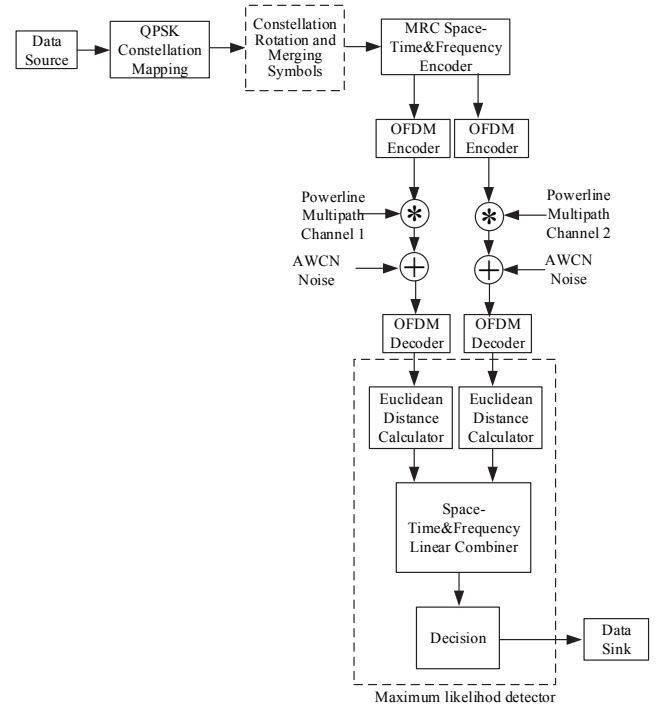 Data
Source
QPSK
Constellation
Mapping
Constellation
Rotation and
Merging
Symbols
MRC Space-
Time&Frequency
Encoder
OFDM
Encoder
OFDM
Encoder
Powerline
Multipath
Channel 1
*
*
Powerline
Multipath
Channel 2
AWCN
Noise
+
+
AWCN
Noise
OFDM
Decoder
OFDM
Decoder
Euclidean
Distance
Calculator
Euclidean
Distance
Calculator
Space-
Time&Frequency
Linear Combiner
Decision
Data
Sink
Maximum likelihod detector